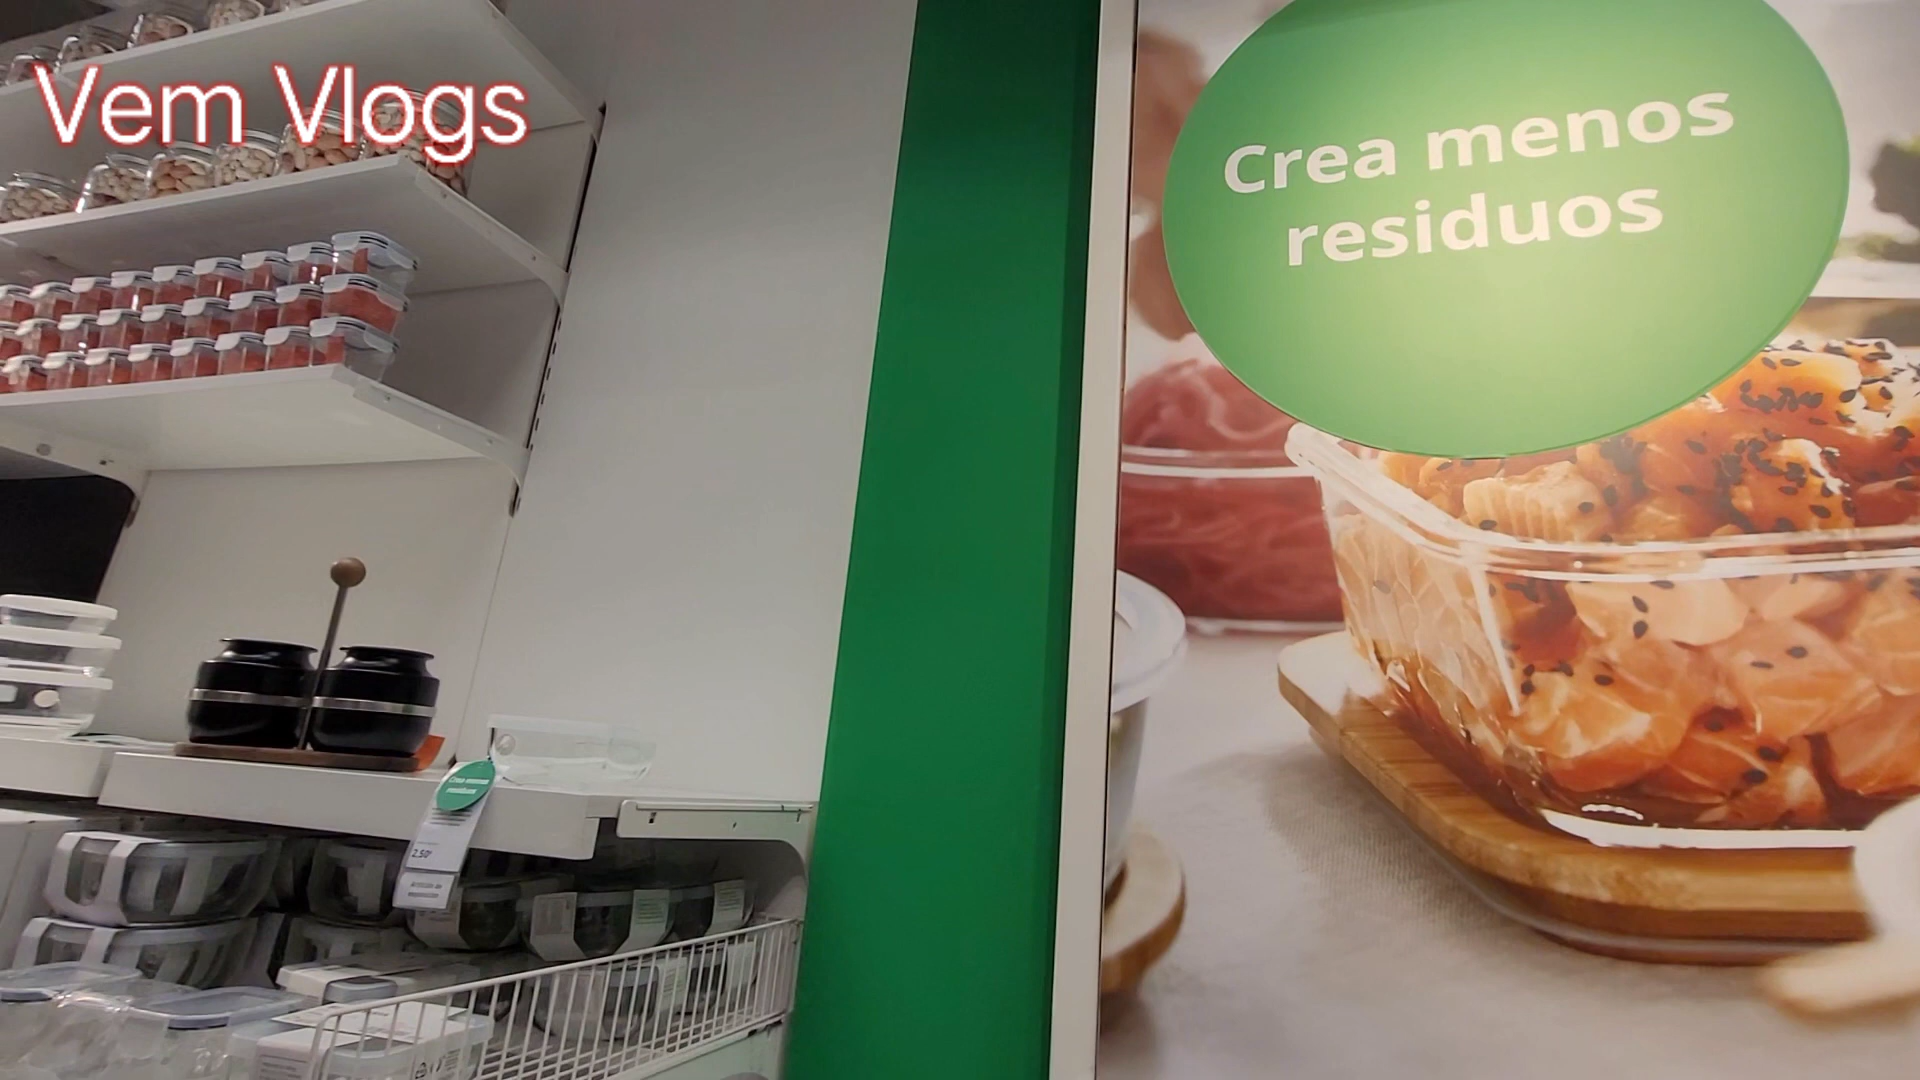 Vem Vlogs
Crea menos
residuos
Crea menos
residuos
2,50